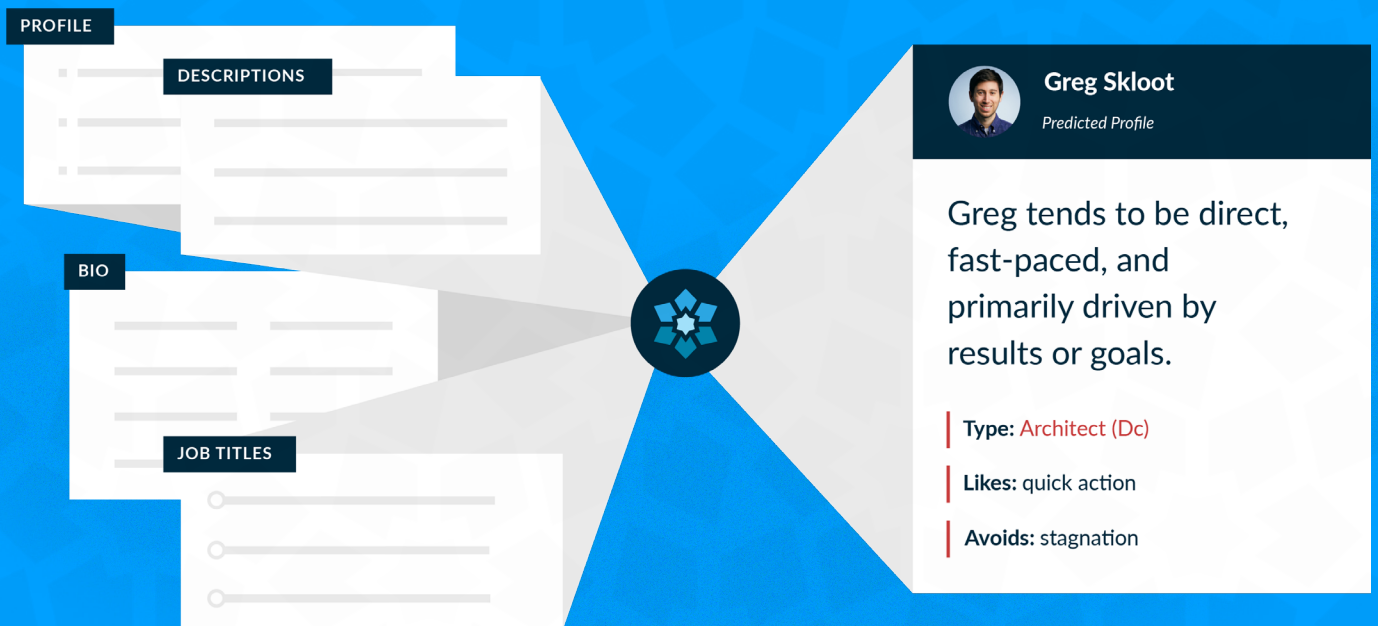 PROFILE
DESCRIPTIONS
BIO
JOB TITLES
Greg Skloot
Predicted Profile
Greg tends to be direct,
fast-paced, and
primarily driven by
results or goals.
Type: Architect (Dc)
Likes: quick action
Avoids: stagnation